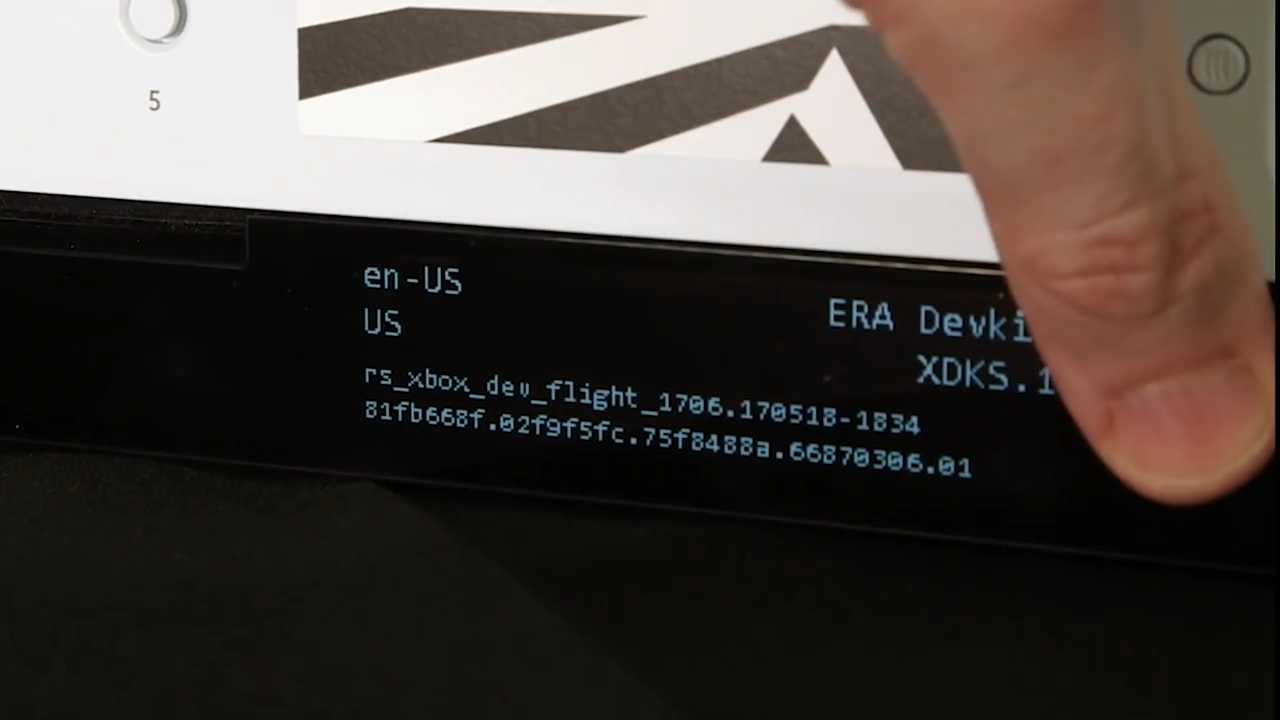 5
en-US
US
ERA Devki
XDKS.1
rs_xbox_dev_flight_1706.170518-1834
81fb668f.02f9f5fc.75f8488a.66870306.01